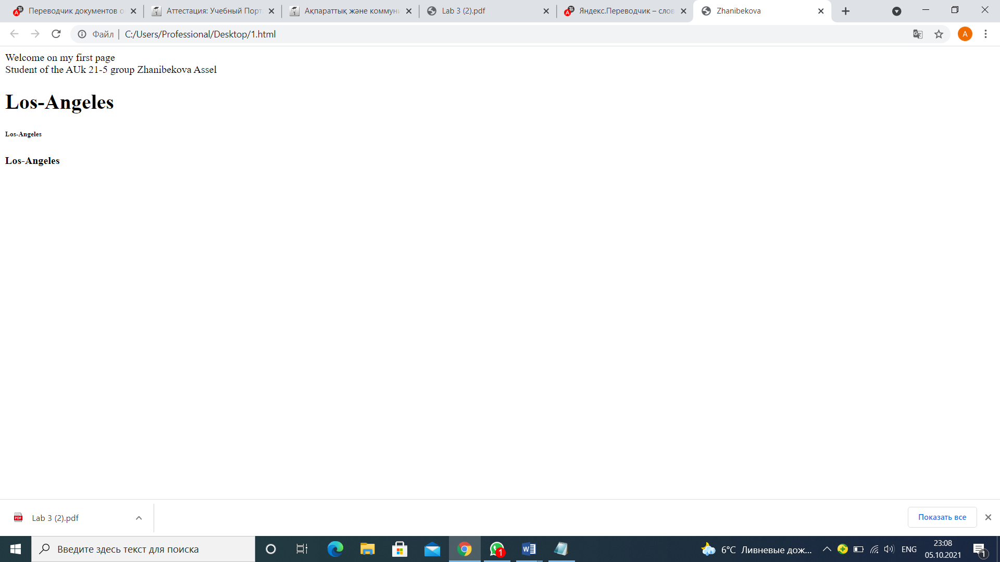 Переводчик документов о
Аттестация: Учебный Порт
Ақпараттық және коммуни
Lab 3 (2).pdf
Яндекс.Переводчик – слов
Zhanibekova
Файл
C:/Users/Professional/Desktop/1.html
A
Welcome on my first page
Student of the AUk 21-5 group Zhanibekova Assel
Los-Angeles
Los-Angeles
Los-Angeles
Lab 3 (2).pdf
Показать все
Введите здесь текст для поиска
1
6°C Ливневые дож...
ENG
23:08
05.10.2021
1